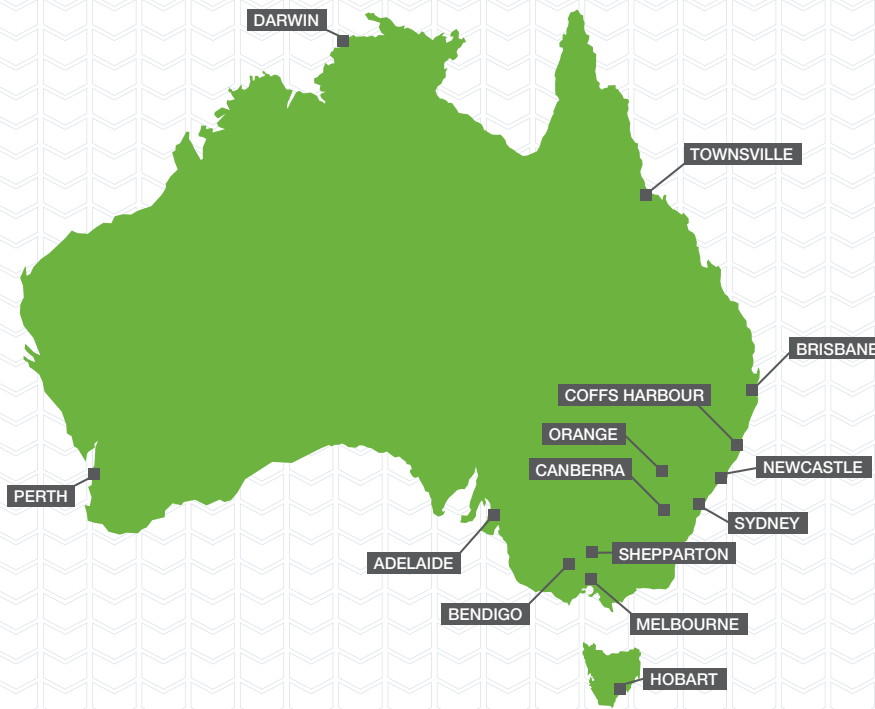 DARWIN
TOWNSVILLE
BRISBANE
COFFS HARBOUR
ORANGE
CANBERRA
NEWCASTLE
PERTH
SYDNEY
SHEPPARTON
ADELAIDE
BENDIGO
MELBOURNE
HOBART